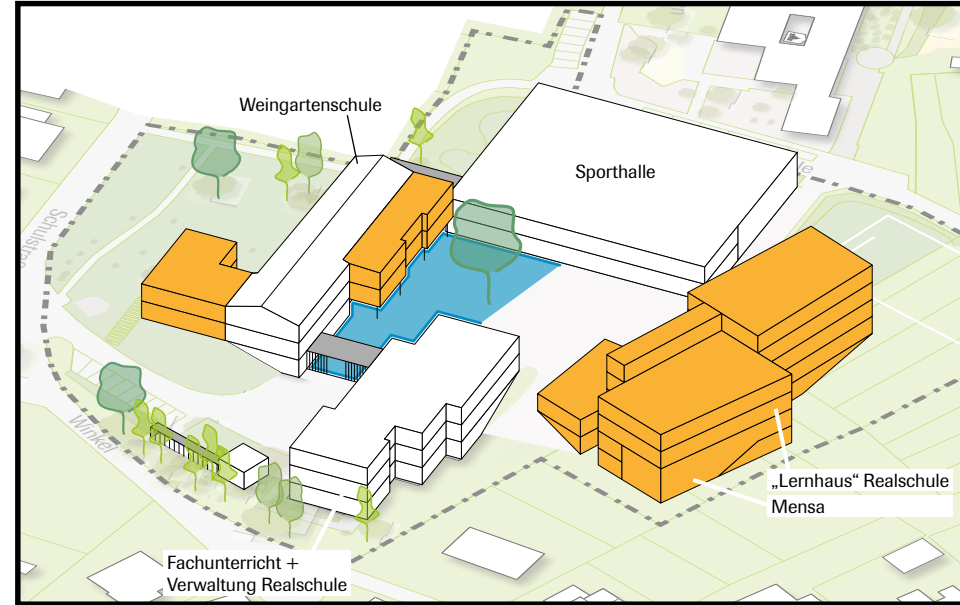 Weingartenschule
Sporthalle
Winkel
„Lernhaus“ Realschule
Mensa
Fachunterricht +
Verwaltung Realschule